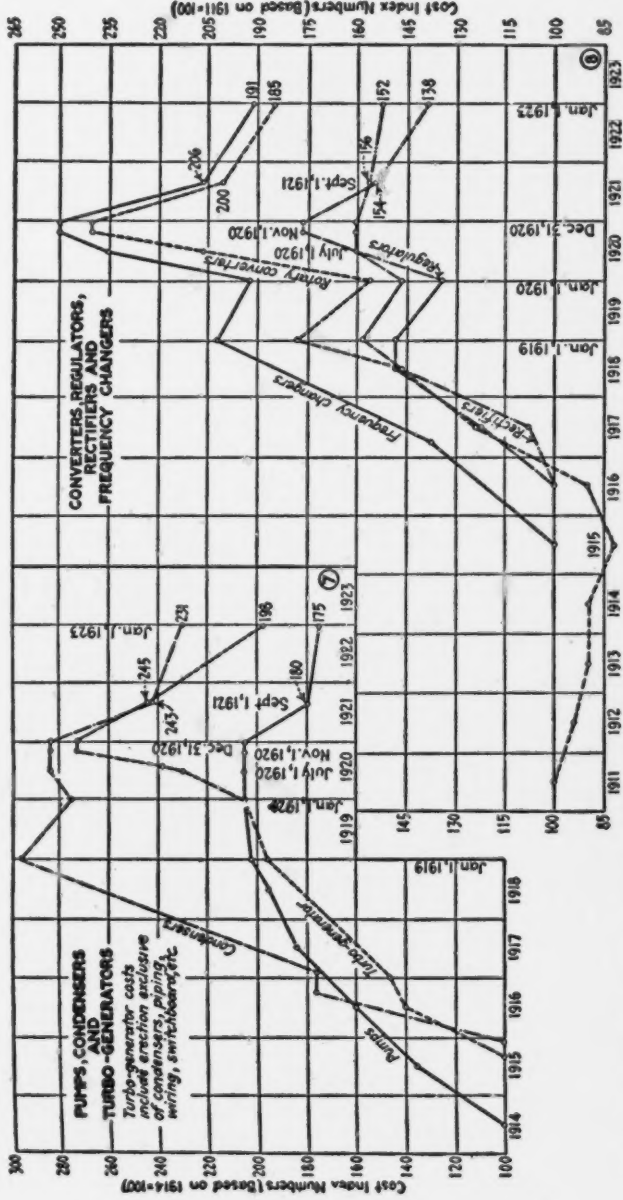 PUMPS, CONDENSERS
AND
TURBO-GENERATORS
Turbo-generator costs
include erection exclusive
of condensers, piping,
wiring, switchboard, etc.
Cost Index Numbers (Based on 1914=100)
300
280
260
240
220
200
180
160
140
120
100
Condensers
Pumps
Turbo-generator
Jan. 1, 1919
Jan. 1, 192
July 1, 1920
Nov. 1, 1920
Dec. 31, 1920
Sept 1, 1921
Jan. 1, 1923
245
243
231
198
180
175
1914
1915
1916
1917
1918
1919
1920
1921
1922
1923
7
CONVERTERS, REGULATORS,
RECTIFIERS AND
FREQUENCY CHANGERS
Cost Index Numbers (Based on 1911=100)
265
250
235
220
205
190
175
160
145
130
115
100
85
145
130
115
100
85
Frequency changers
Rotary converters
Rectifiers
Regulators
Jan. 1, 1919
Jan. 1, 1920
July 1, 1920
Nov. 1, 1920
Dec. 31, 1920
Sept. 1, 1921
Jan. 1, 1923
206
200
191
185
156
154
152
138
1911
1912
1913
1914
1915
1916
1917
1918
1919
1920
1921
1922
1923
8